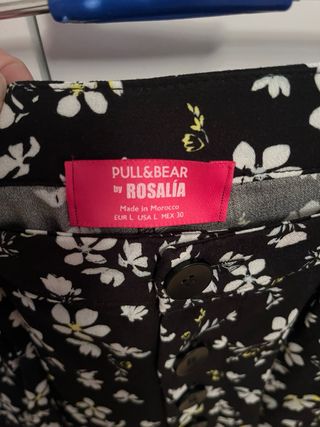 PULL&BEAR
by ROSALÍA
Made in Morocco
EUR L USA L MEX 30